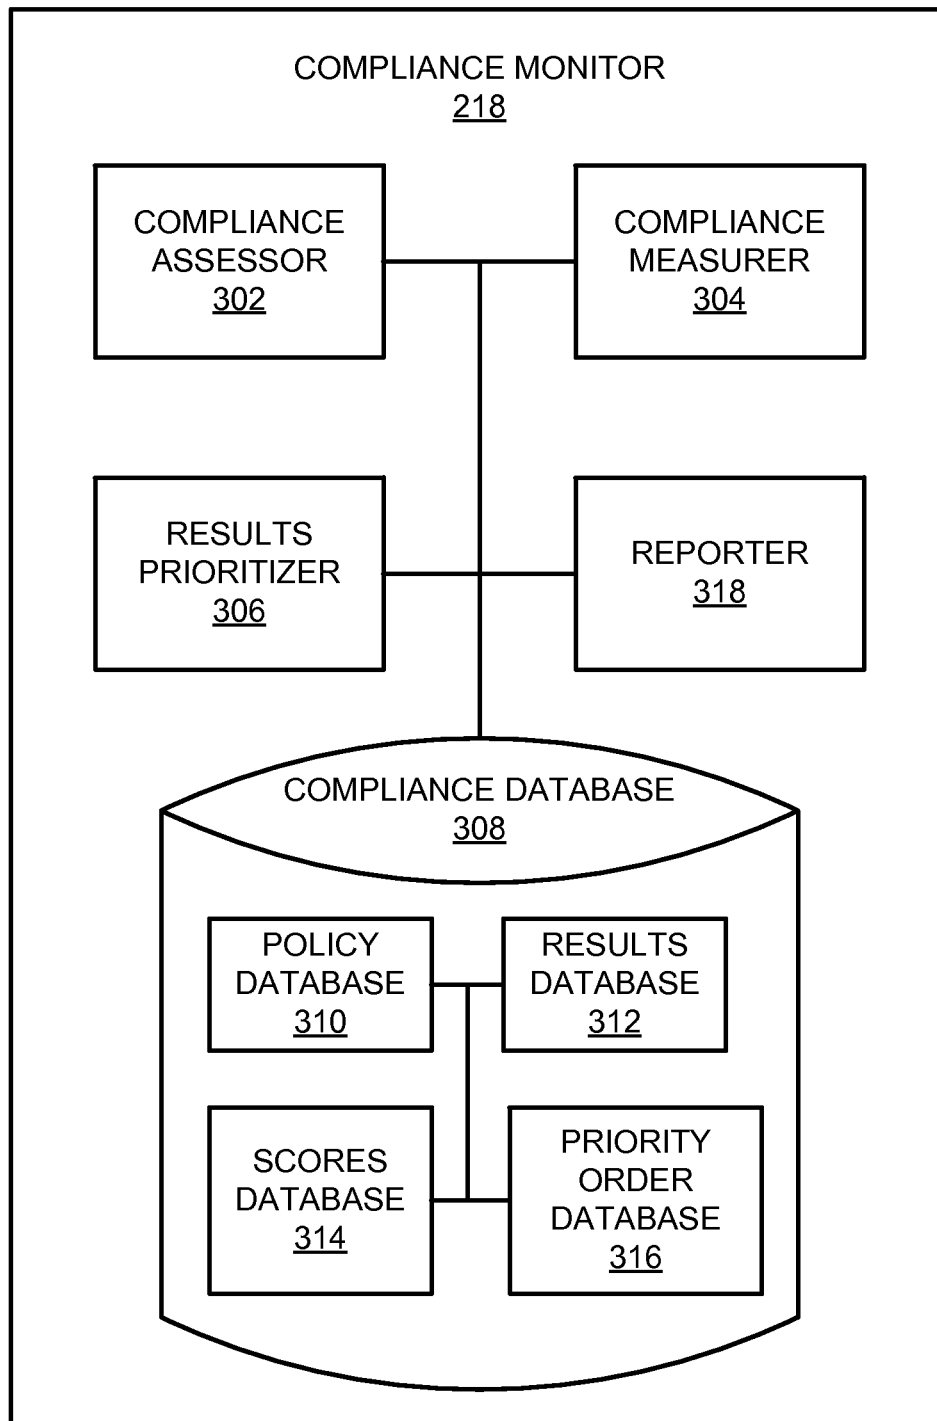 COMPLIANCE MONITOR
218
COMPLIANCE
ASSESSOR
302
COMPLIANCE
MEASURER
304
RESULTS
PRIORITIZER
306
REPORTER
318
COMPLIANCE DATABASE
308
POLICY
DATABASE
310
RESULTS
DATABASE
312
SCORES
DATABASE
314
PRIORITY
ORDER
DATABASE
316